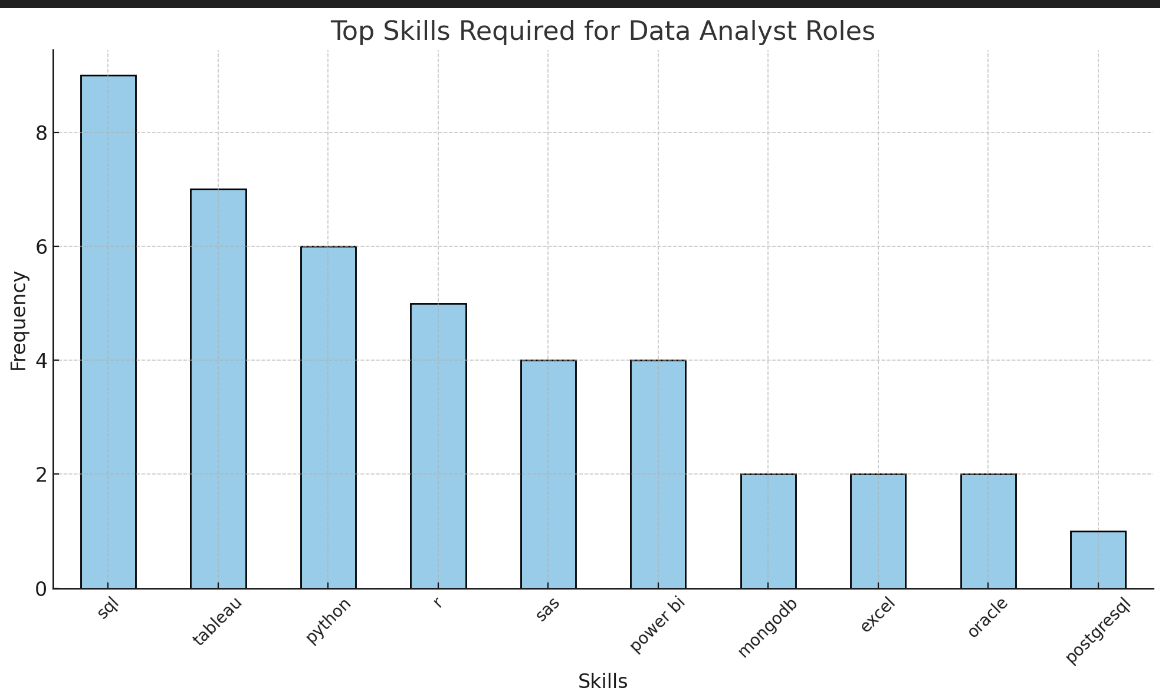 Top Skills Required for Data Analyst Roles
Frequency
8
6
4
2
0
sql
tableau
python
r
sas
power bi
mongodb
excel
oracle
postgresql
Skills